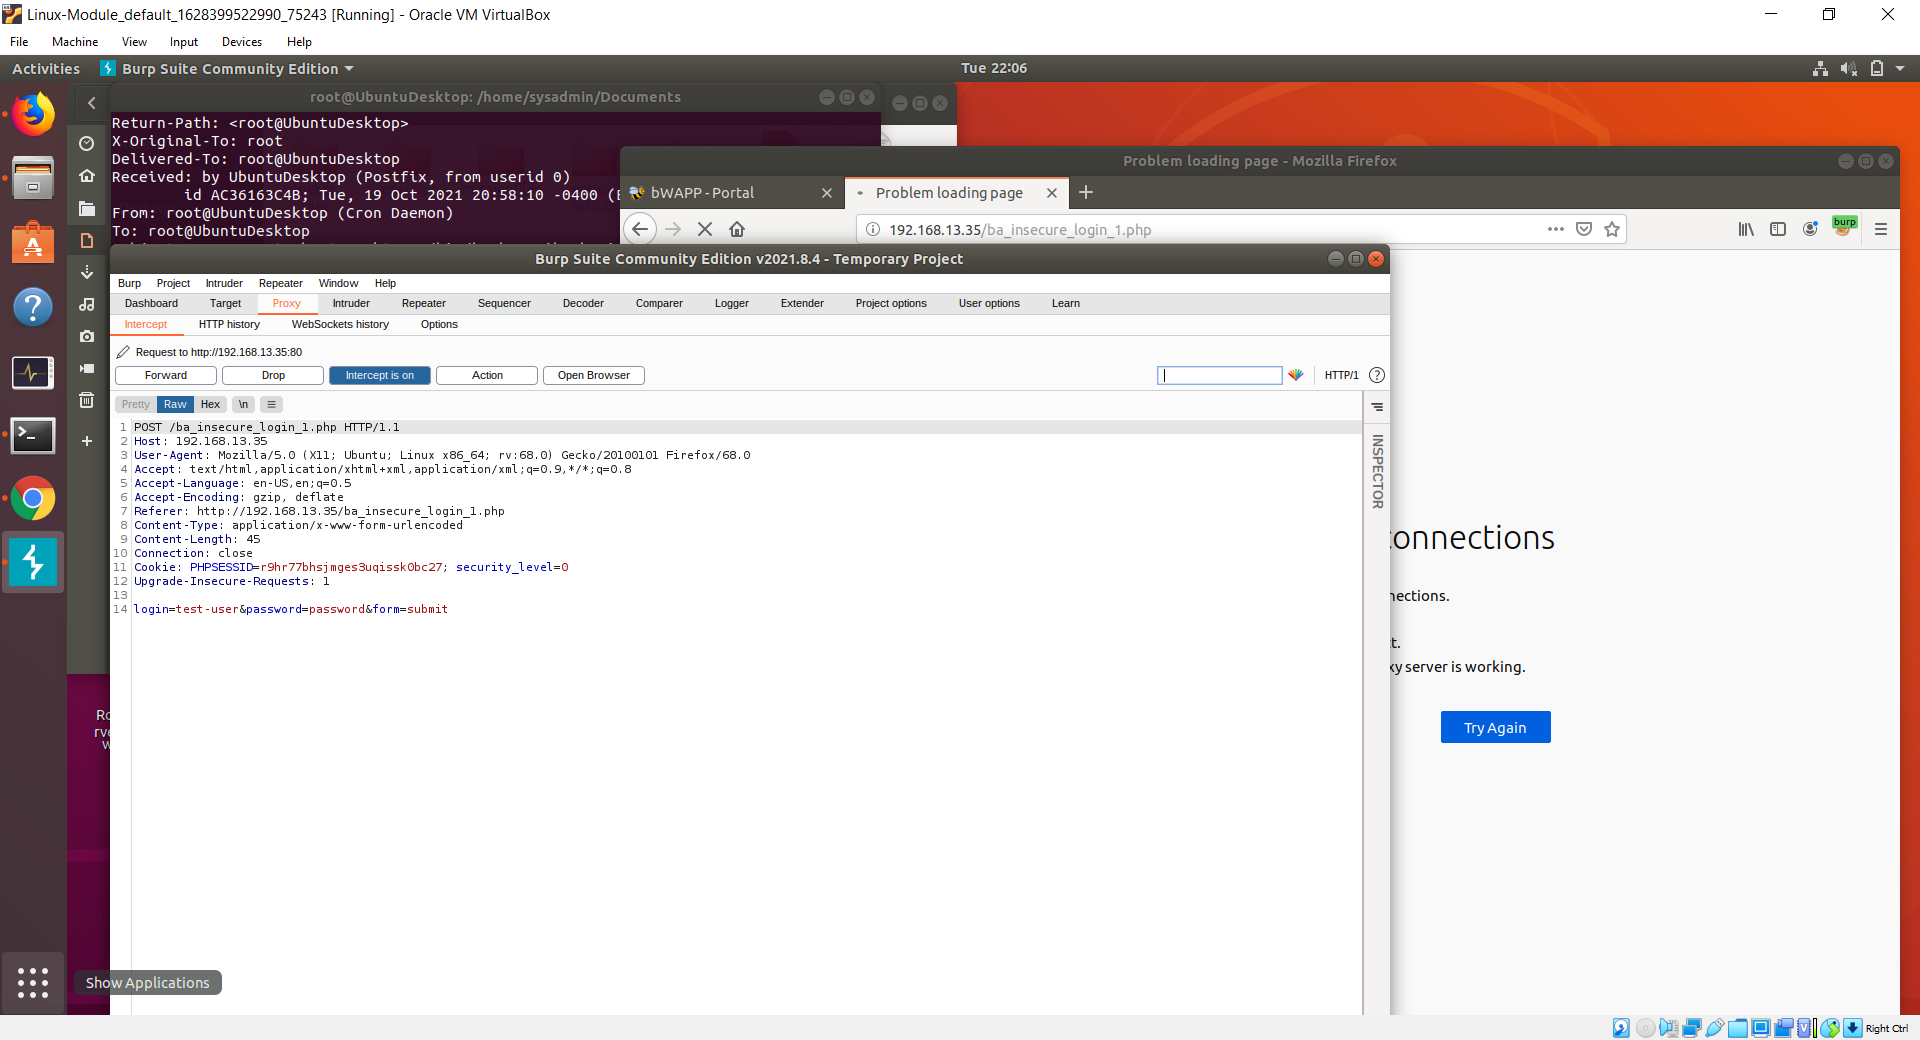 Linux-Module_default_1628399522990_75243 [Running] - Oracle VM VirtualBox
File Machine View Input Devices Help
Activities Burp Suite Community Edition Tue 22:06
root@UbuntuDesktop: /home/sysadmin/Documents
Return-Path: <root@UbuntuDesktop>
X-Original-To: root
Delivered-To: root@UbuntuDesktop
Received: by UbuntuDesktop (Postfix, from userid 0)
id AC36163C4B; Tue, 19 Oct 2021 20:58:10 -0400 (E
From: root@UbuntuDesktop (Cron Daemon)
To: root@UbuntuDesktop
Problem loading page - Mozilla Firefox
bWAPP - Portal
Problem loading page
192.168.13.35/ba_insecure_login_1.php
burp
Burp Suite Community Edition v2021.8.4 - Temporary Project
Burp Project Intruder Repeater Window Help
Dashboard Target Proxy Intruder Repeater Sequencer Decoder Comparer Logger Extender Project options User options Learn
Intercept HTTP history WebSockets history Options
Request to http://192.168.13.35:80
Forward Drop Intercept is on Action Open Browser HTTP/1 ?
Pretty Raw Hex \n
INSPECTOR
1 POST /ba_insecure_login_1.php HTTP/1.1
2 Host: 192.168.13.35
3 User-Agent: Mozilla/5.0 (X11; Ubuntu; Linux x86_64; rv:68.0) Gecko/20100101 Firefox/68.0
4 Accept: text/html,application/xhtml+xml,application/xml;q=0.9,*/*;q=0.8
5 Accept-Language: en-US,en;q=0.5
6 Accept-Encoding: gzip, deflate
7 Referer: http://192.168.13.35/ba_insecure_login_1.php
8 Content-Type: application/x-www-form-urlencoded
9 Content-Length: 45
10 Connection: close
11 Cookie: PHPSESSID=r9hr77bhsjmges3uqissk0bc27; security_level=0
12 Upgrade-Insecure-Requests: 1
13
14 login=test-user&password=password&form=submit
onnections
nections.
t.
xy server is working.
Try Again
Ro
rve
W
Show Applications
Right Ctrl